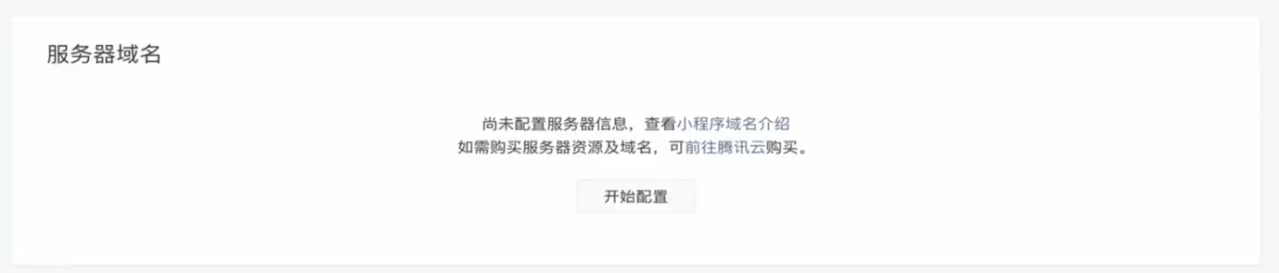 服务器域名
尚未配置服务器信息，查看小程序域名介绍
如需购买服务器资源及域名，可前往腾讯云购买。
开始配置